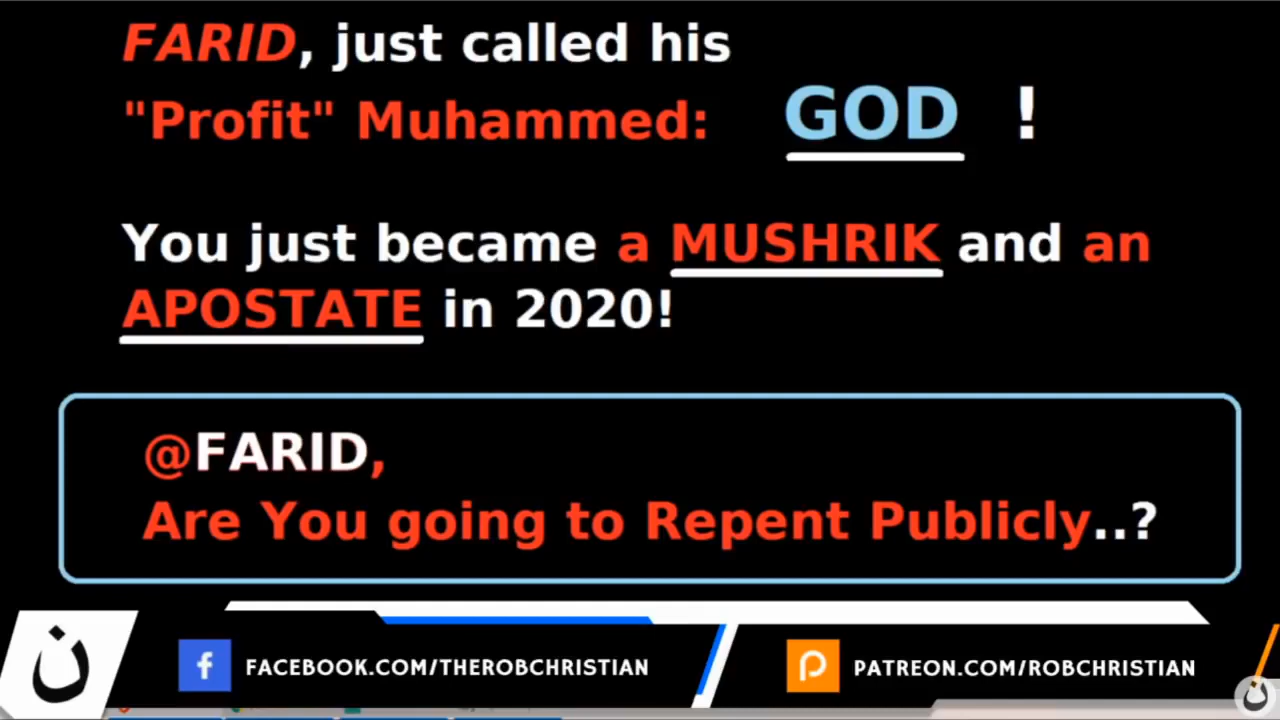 FARID, just called his
"Profit" Muhammed: GOD !
You just became a MUSHRIK and an
APOSTATE in 2020!
@FARID,
Are You going to Repent Publicly..?
ن
f FACEBOOK.COM/THEROBCHRISTIAN
PATREON.COM/ROBCHRISTIAN
ن